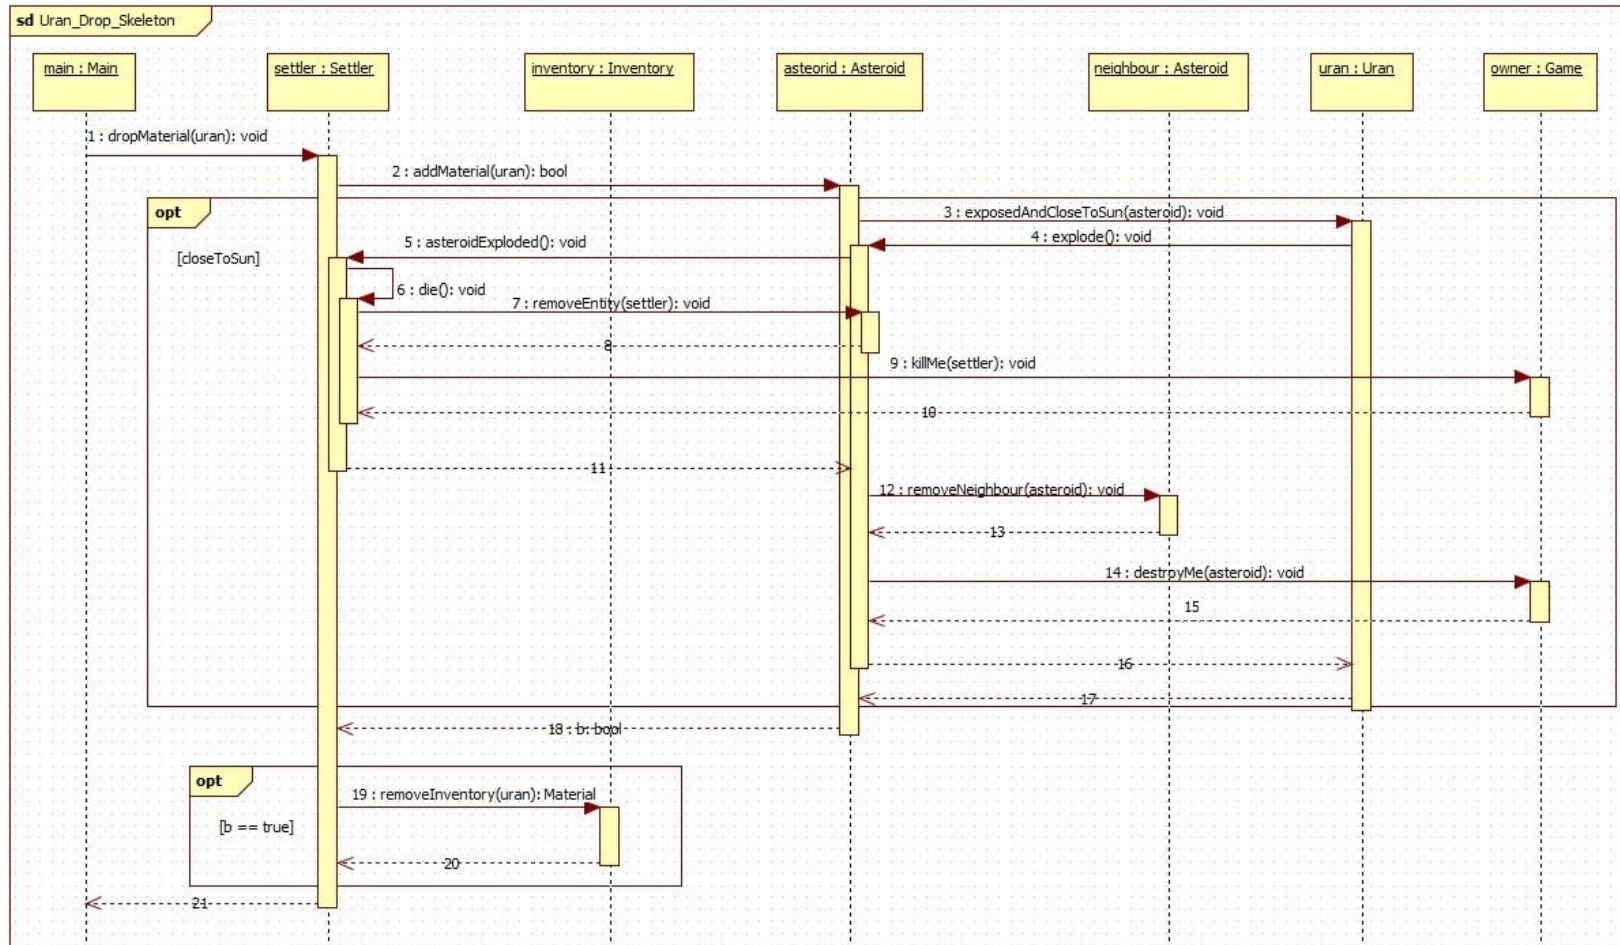 sd Uran_Drop_Skeleton
main : Main
settler : Settler
inventory : Inventory
asteorid : Asteroid
neighbour : Asteroid
uran : Uran
owner : Game
1 : dropMaterial(uran): void
2 : addMaterial(uran): bool
opt
[closeToSun]
3 : exposedAndCloseToSun(asteroid): void
4 : explode(): void
5 : asteroidExploded(): void
6 : die(): void
7 : removeEntity(settler): void
8
9 : killMe(settler): void
10
11
12 : removeNeighbour(asteroid): void
13
14 : destroyMe(asteroid): void
15
16
17
18 : b: bool
opt
[b == true]
19 : removeInventory(uran): Material
20
21